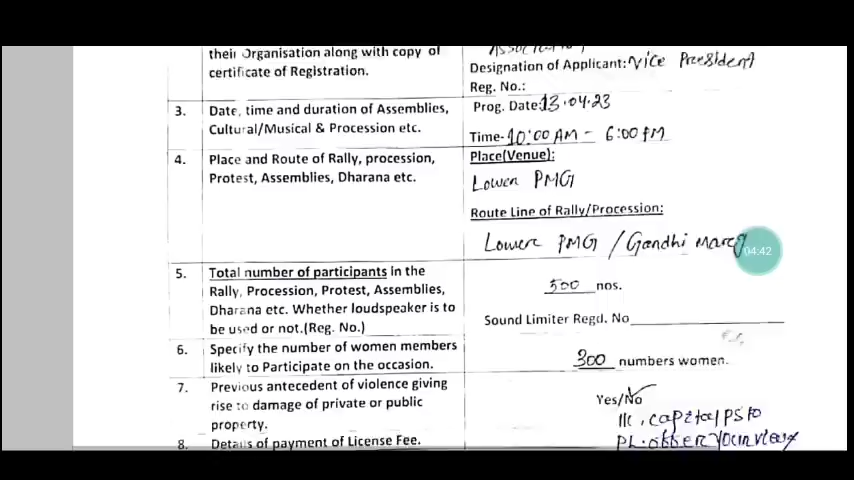 their Organisation along with copy of
certificate of Registration.
Designation of Applicant: Vice President
Reg. No.:
3. Date, time and duration of Assemblies,
Cultural/Musical & Procession etc.
Prog. Date: 13.04.23
Time- 10:00 AM - 6:00 PM
4. Place and Route of Rally, procession,
Protest, Assemblies, Dharana etc.
Place(Venue):
Lower PMG
Route Line of Rally/Procession:
Lower PMG / Gandhi Marg
04:42
5. Total number of participants in the
Rally, Procession, Protest, Assemblies,
Dharana etc. Whether loudspeaker is to
be used or not.(Reg. No.)
500 nos.
Sound Limiter Regd. No
6. Specify the number of women members
likely to Participate on the occasion.
300 numbers women.
7. Previous antecedent of violence giving
rise to damage of private or public
property.
Yes/No
IIC, capital PS to
8. Details of payment of License Fee.